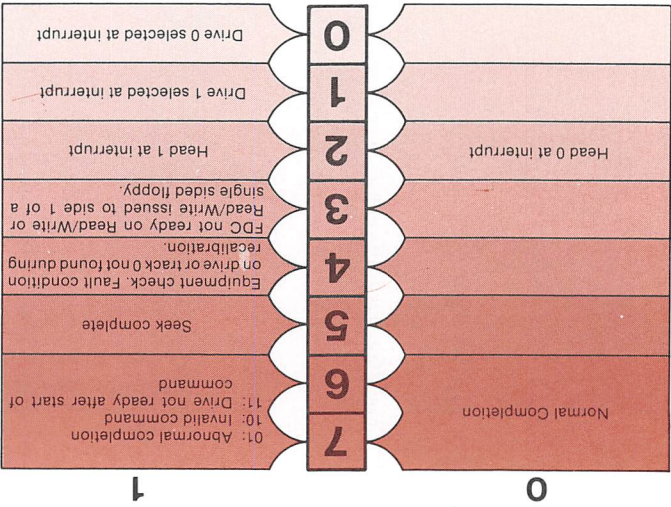 0
1
Normal Completion
7
6
01: Abnormal completion
10: Invalid command
11: Drive not ready after start of
command
5
Seek complete
4
Equipment check. Fault condition
on drive or track 0 not found during
recalibration.
3
FDC not ready on Read/Write or
Read/Write issued to side 1 of a
single sided floppy.
Head 0 at interrupt
2
Head 1 at interrupt
1
Drive 1 selected at interrupt
0
Drive 0 selected at interrupt